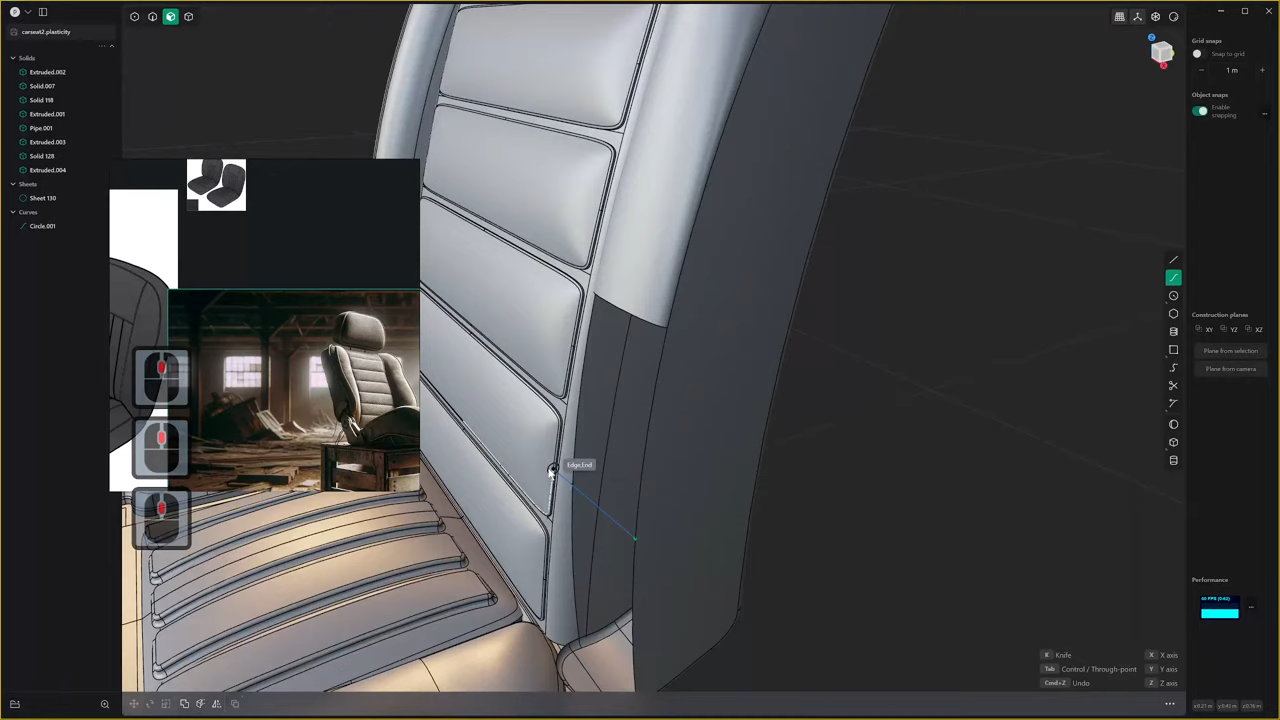 carseat2.plasticity
Solids
Extruded.002
Solid.007
Solid 118
Extruded.001
Pipe.001
Extruded.003
Solid 128
Extruded.004
Sheets
Sheet 130
Curves
Circle.001
Edge,End
Grid snaps
Snap to grid
1 m
Object snaps
Enable
snapping
Construction planes
XY YZ XZ
Plane from selection
Plane from camera
Performance
K Knife X X axis
Tab Control / Through-point Y Y axis
Cmd+Z Undo Z Z axis